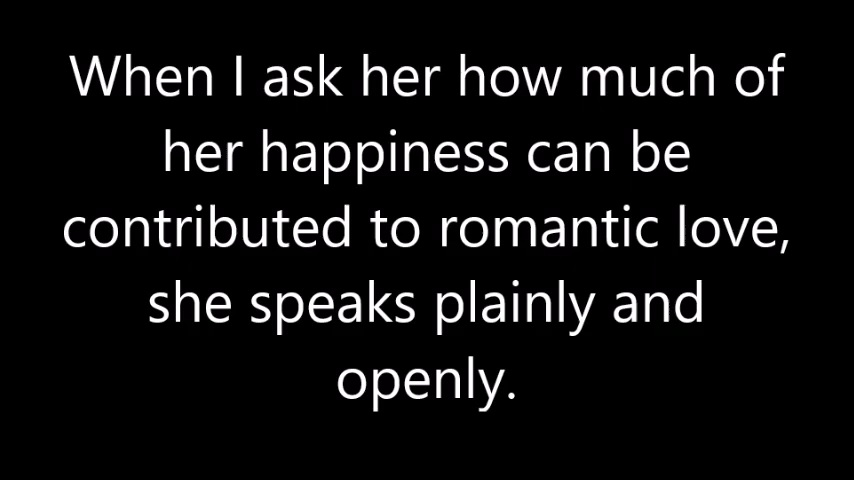 When I ask her how much of
her happiness can be
contributed to romantic love,
she speaks plainly and
openly.